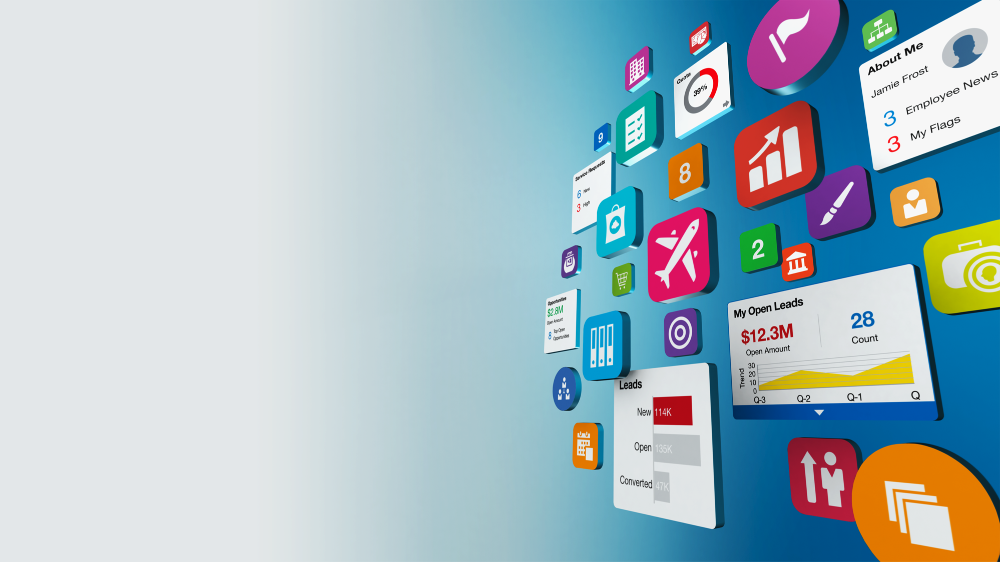 About Me
Jamie Frost
3 Employee News
3 My Flags
Quota
39%
9
Service Requests
6 New
3 High
8
2
Opportunities
$2.8M
Open Amount
8 Top Open
Opportunities
My Open Leads
$12.3M
Open Amount
28
Count
Trend
30
20
10
0
Q-3 Q-2 Q-1 Q
Leads
New 114K
Open 135K
Converted 47K